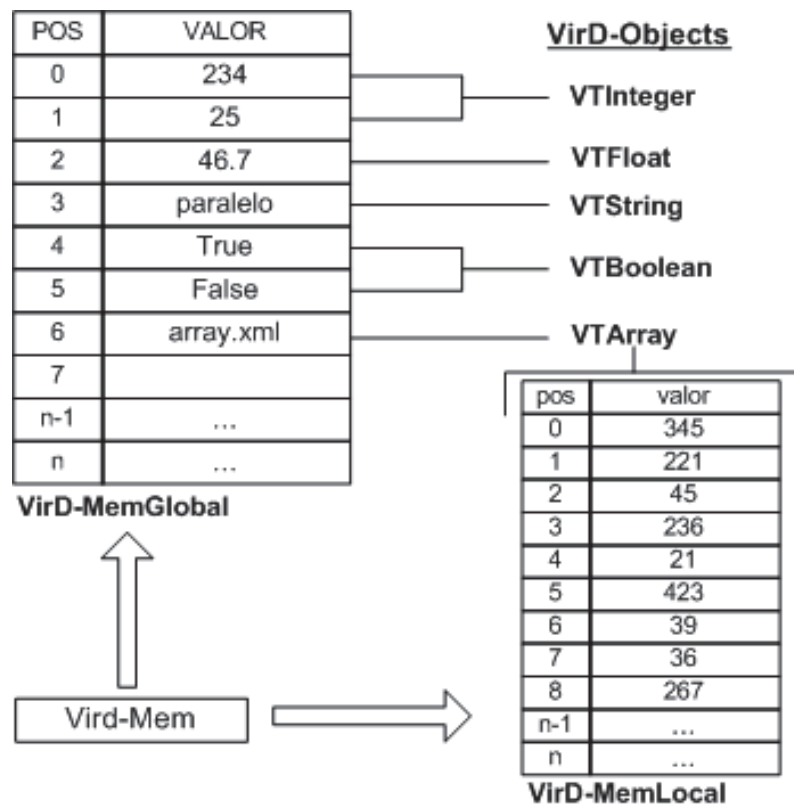 POS VALOR
0 234
1 25
2 46.7
3 paralelo
4 True
5 False
6 array.xml
7
n-1 ...
n ...
VirD-MemGlobal
VirD-Objects
VTInteger
VTFloat
VTString
VTBoolean
VTArray
pos valor
0 345
1 221
2 45
3 236
4 21
5 423
6 39
7 36
8 267
n-1 ...
n ...
VirD-MemLocal
Vird-Mem